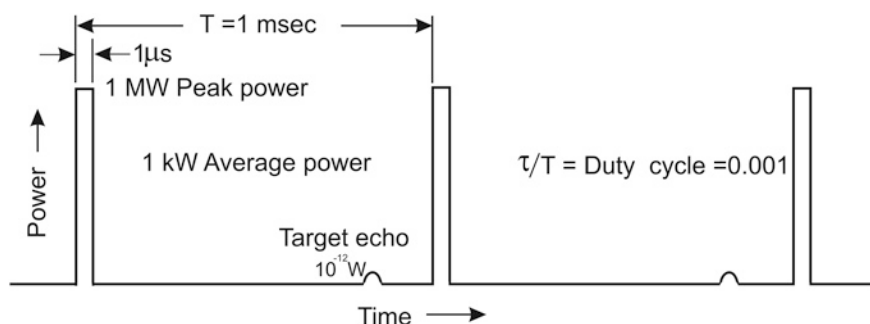 T =1 msec
1μs
1 MW Peak power
Power
1 kW Average power
τ/T = Duty cycle =0.001
Target echo
10⁻¹²W
Time